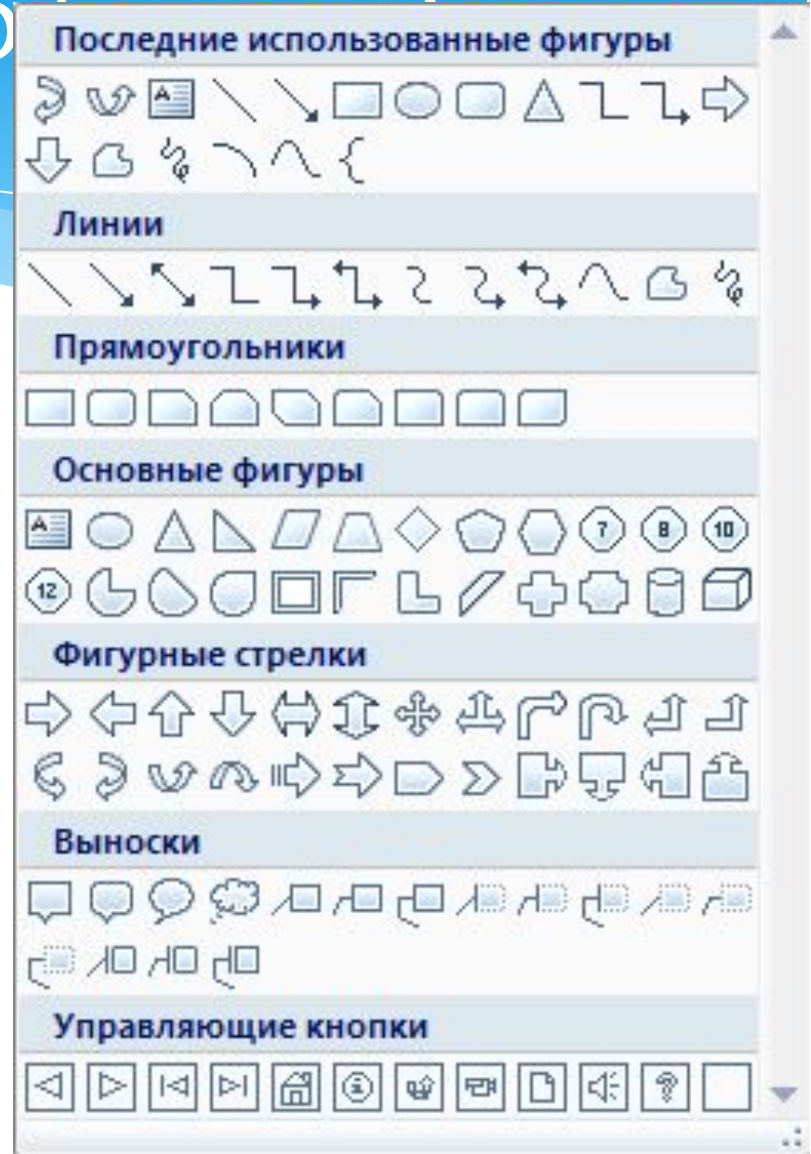 Последние использованные фигуры
A
Линии
Прямоугольники
Основные фигуры
A 7 8 10
12
Фигурные стрелки
Выноски
Управляющие кнопки
i ?